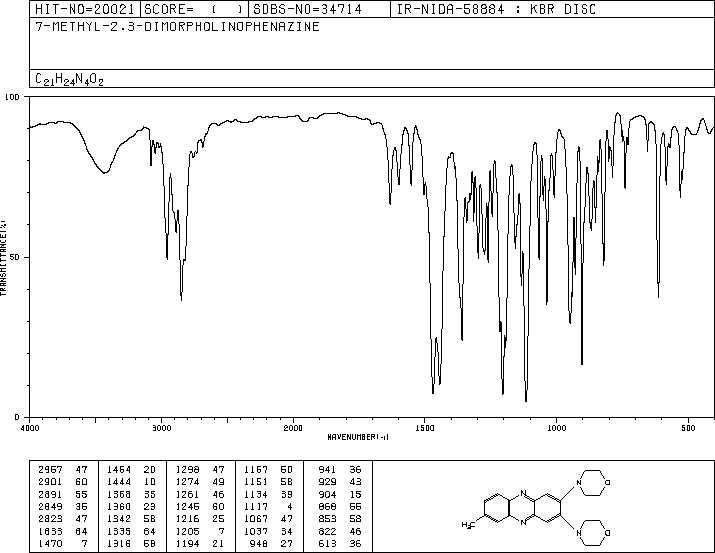 HIT-NO=20021 SCORE= ( ) SDBS-NO=34714 IR-NIDA-58884 : KBR DISC
7-METHYL-2,3-DIMORPHOLINOPHENAZINE
C21H24N4O2
100
50
0
TRANSMITTANCE(%)
4000 3000 2000 1500 1000 500
WAVENUMBER(-1)
2967 47 1464 20 1298 47 1167 50 941 36
2901 60 1444 10 1274 49 1151 58 929 43
2891 55 1368 35 1261 46 1134 39 904 15
2849 35 1360 23 1245 60 1117 4 868 55
2823 47 1342 58 1216 25 1067 47 853 58
1633 64 1335 64 1205 7 1037 34 822 46
1470 7 1316 58 1194 21 948 27 613 36
N O
N
H3C N N O